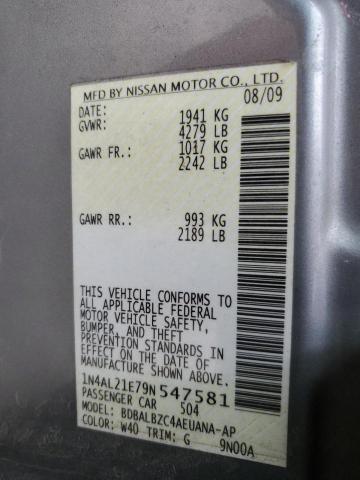 MFD BY NISSAN MOTOR CO., LTD.
DATE: 08/09
GVWR: 1941 KG
4279 LB
GAWR FR.: 1017 KG
2242 LB
GAWR RR.: 993 KG
2189 LB
THIS VEHICLE CONFORMS TO
ALL APPLICABLE FEDERAL
MOTOR VEHICLE SAFETY,
BUMPER, AND THEFT
PREVENTION STANDARDS IN
EFFECT ON THE DATE OF
MANUFACTURE SHOWN ABOVE.
1N4AL21E79N547581
PASSENGER CAR 504
MODEL: BDBALBZC4AEUANA-AP
COLOR: W40 TRIM: G 9N00A